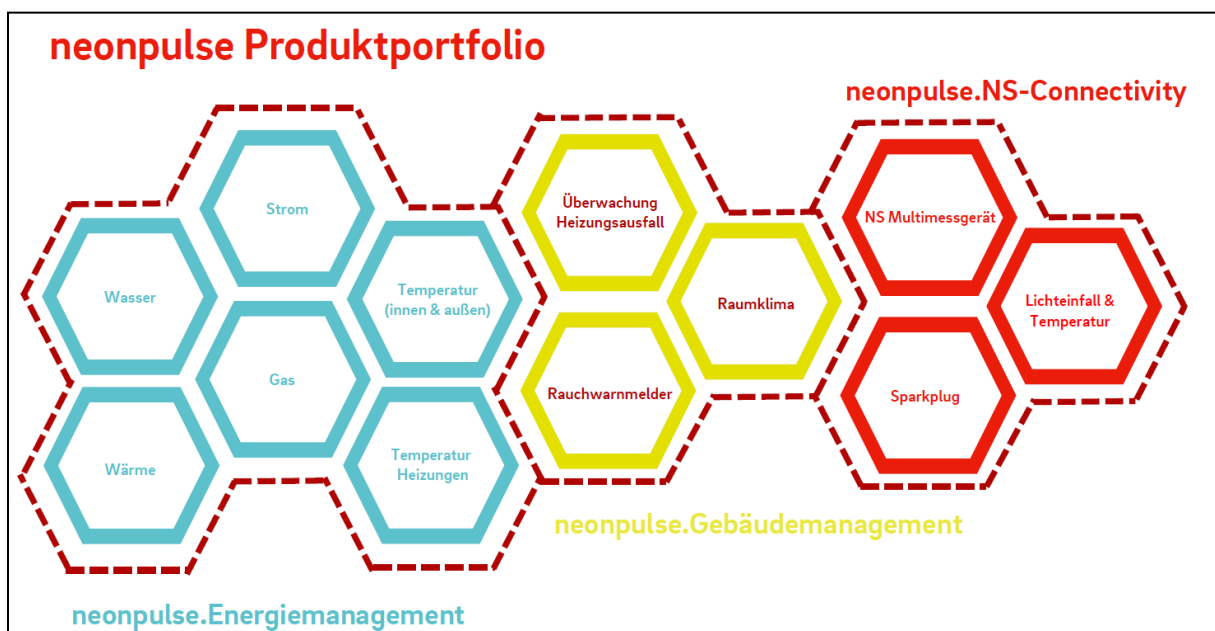 neonpulse Produktportfolio
neonpulse.NS-Connectivity
Strom
Wasser
Temperatur
(innen & außen)
Gas
Wärme
Temperatur
Heizungen
Überwachung
Heizungsausfall
Raumklima
Rauchwarnmelder
NS Multimessgerät
Lichteinfall &
Temperatur
Sparkplug
neonpulse.Gebäudemanagement
neonpulse.Energiemanagement